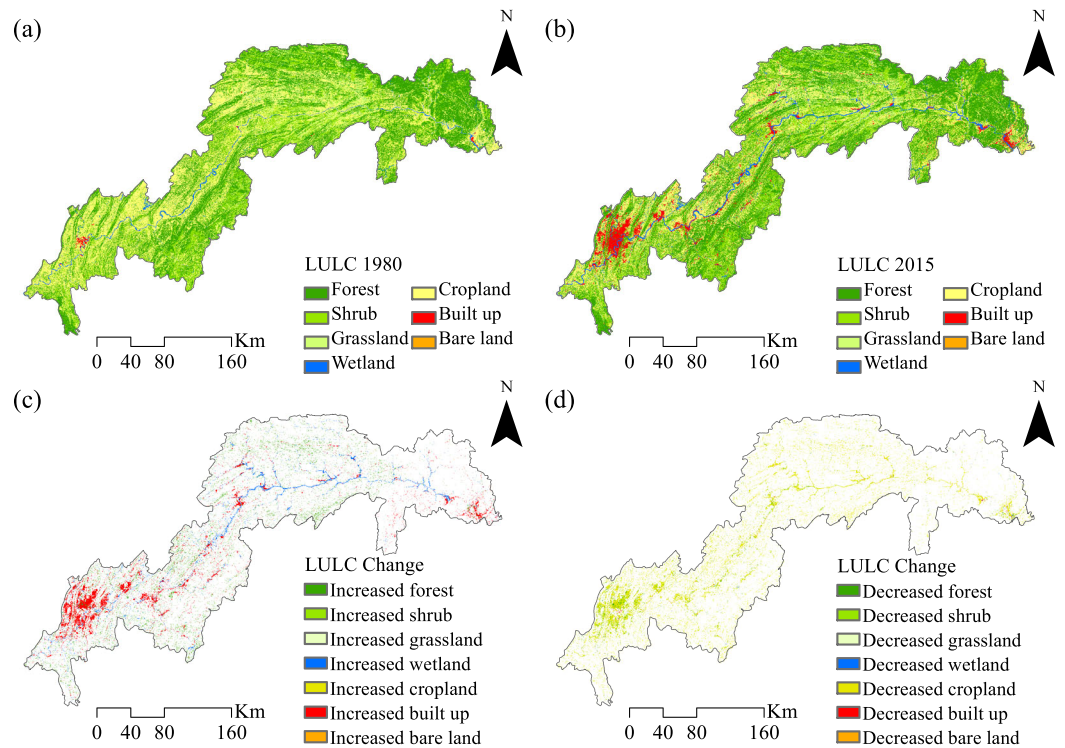 (a)
N
LULC 1980
Forest Cropland
Shrub Built up
Grassland Bare land
Wetland
Km
0 40 80 160
(b)
N
LULC 2015
Forest Cropland
Shrub Built up
Grassland Bare land
Wetland
Km
0 40 80 160
(c)
N
LULC Change
Increased forest
Increased shrub
Increased grassland
Increased wetland
Increased cropland
Increased built up
Increased bare land
Km
0 40 80 160
(d)
N
LULC Change
Decreased forest
Decreased shrub
Decreased grassland
Decreased wetland
Decreased cropland
Decreased built up
Decreased bare land
Km
0 40 80 160